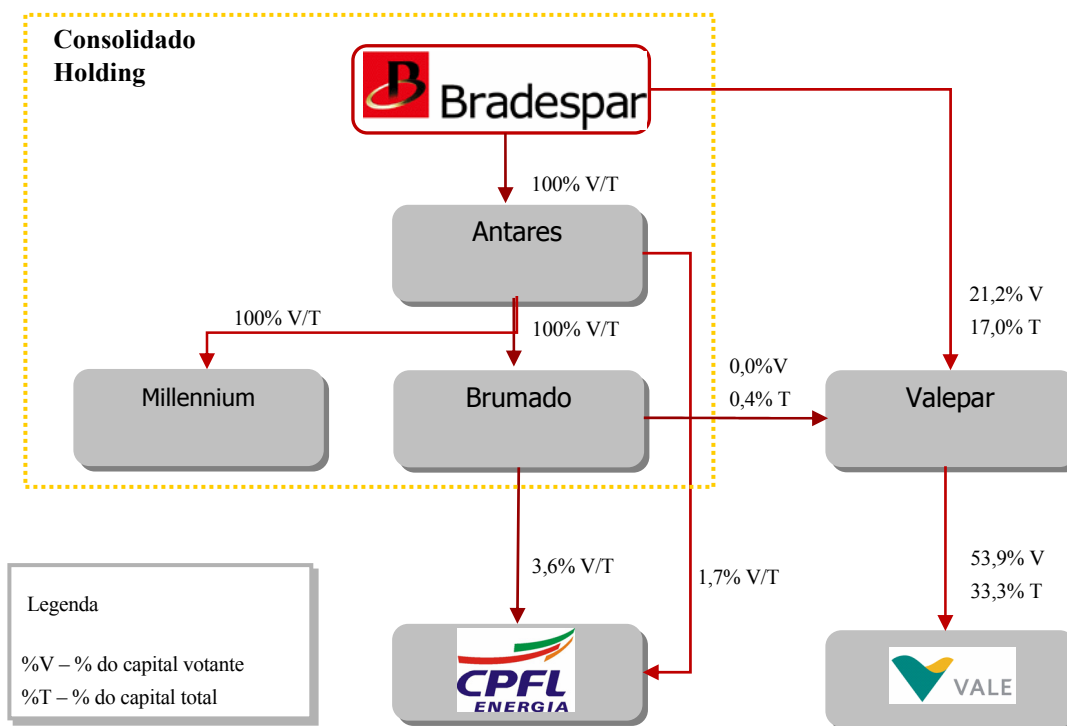 Consolidado
Holding
B
Bradespar
100% V/T
Antares
21,2% V
17,0% T
100% V/T
100% V/T
0,0%V
0,4% T
Millennium
Brumado
Valepar
3,6% V/T
1,7% V/T
53,9% V
33,3% T
Legenda
%V – % do capital votante
%T – % do capital total
CPFL
ENERGIA
VALE